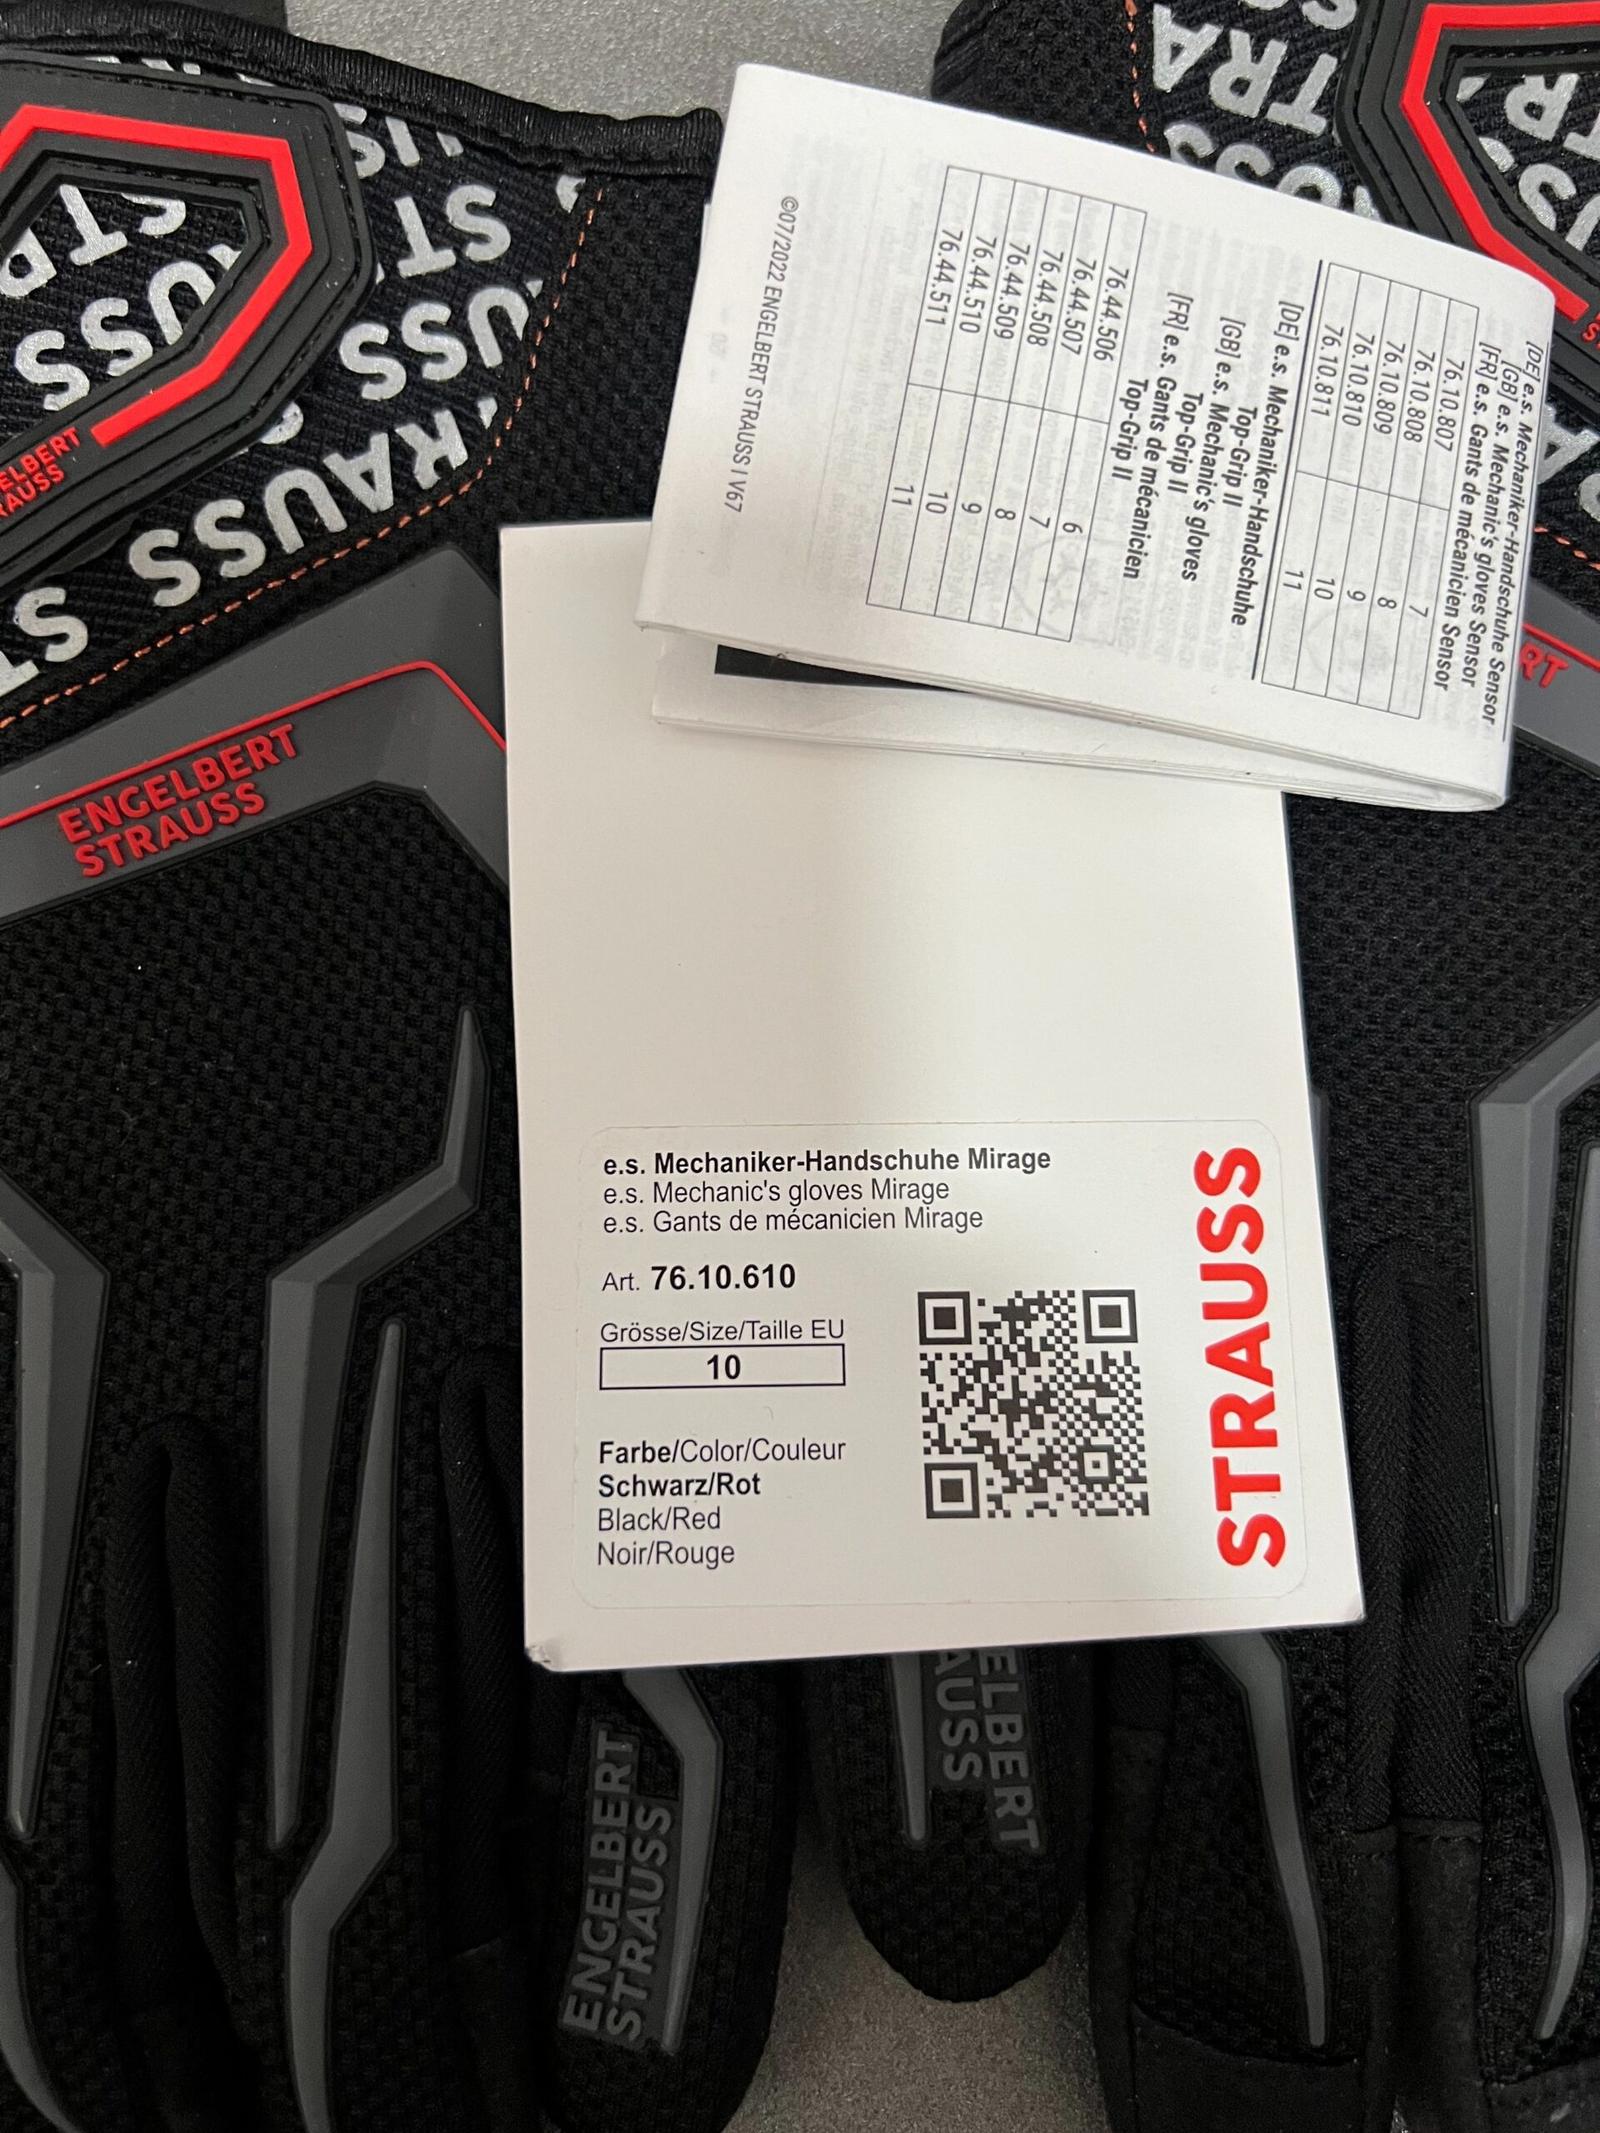 [DE] e.s. Mechaniker-Handschuhe Sensor
[GB] e.s. Mechanic's gloves Sensor
[FR] e.s. Gants de mécanicien Sensor
76.10.807 7
76.10.808 8
76.10.809 9
76.10.810 10
76.10.811 11
[DE] e.s. Mechaniker-Handschuhe
Top-Grip II
[GB] e.s. Mechanic's gloves
Top-Grip II
[FR] e.s. Gants de mécanicien
Top-Grip II
76.44.506 6
76.44.507 7
76.44.508 8
76.44.509 9
76.44.510 10
76.44.511 11
©07/2022 ENGELBERT STRAUSS I V67
ENGELBERT
STRAUSS
e.s. Mechaniker-Handschuhe Mirage
e.s. Mechanic's gloves Mirage
e.s. Gants de mécanicien Mirage
Art. 76.10.610
Grösse/Size/Taille EU
10
Farbe/Color/Couleur
Schwarz/Rot
Black/Red
Noir/Rouge
STRAUSS
ENGELBERT
STRAUSS
ELBERT
AUSS